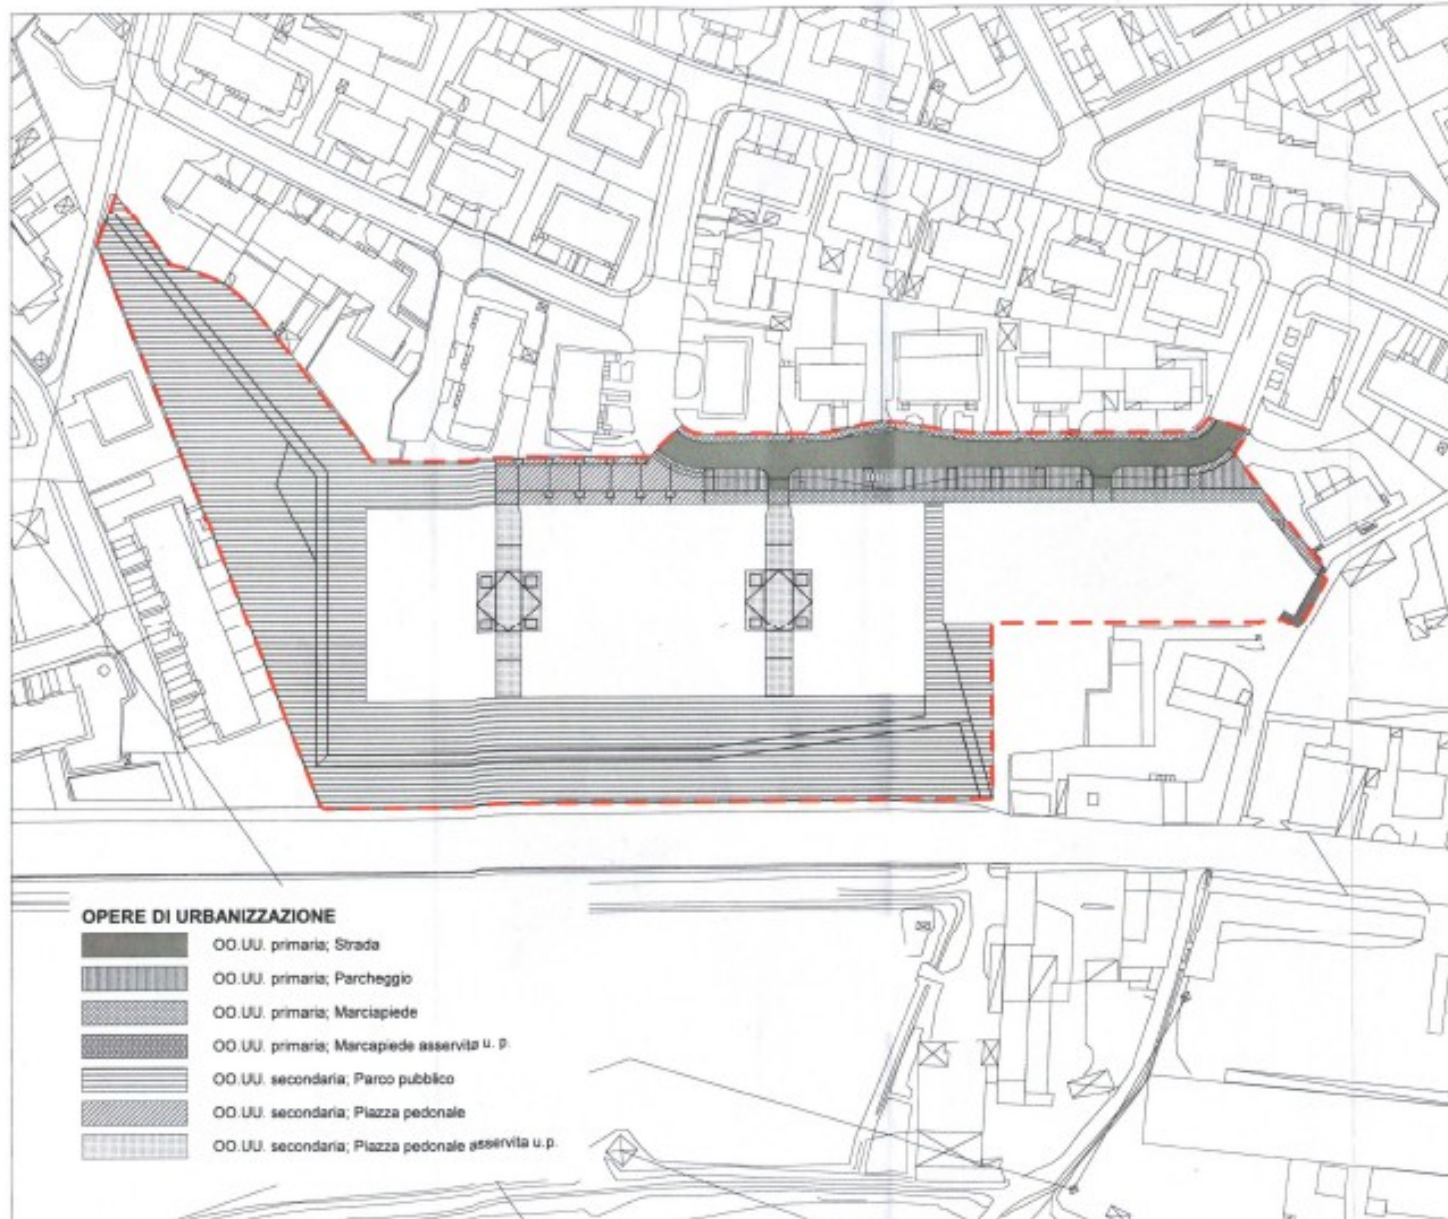 OPERE DI URBANIZZAZIONE
OO.UU. primaria; Strada
OO.UU. primaria; Parcheggio
OO.UU. primaria; Marciapiede
OO.UU. primaria; Marcapiede asservita u. p.
OO.UU. secondaria; Parco pubblico
OO.UU. secondaria; Piazza pedonale
OO.UU. secondaria; Piazza pedonale asservita u.p.